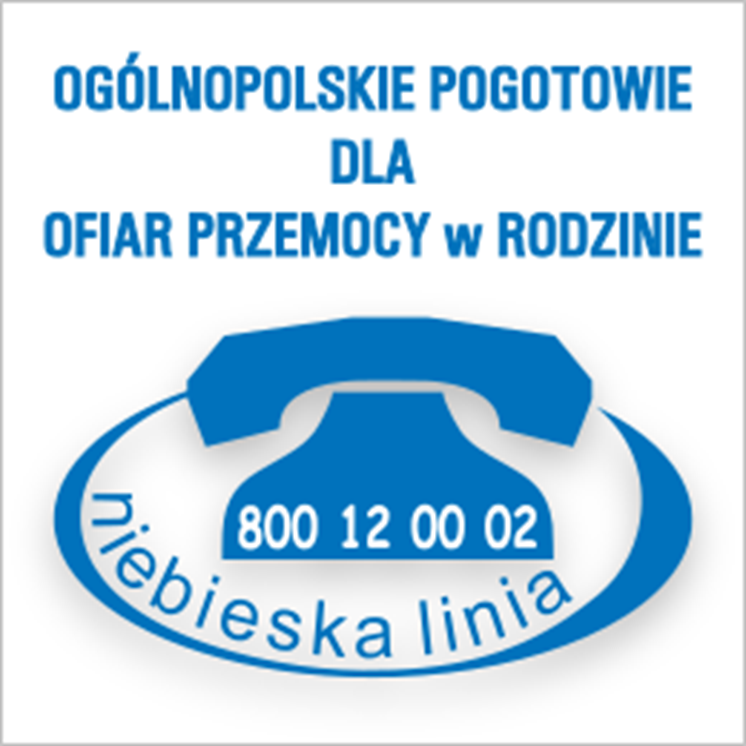 OGÓLNOPOLSKIE POGOTOWIE
DLA
OFIAR PRZEMOCY w RODZINIE
800 12 00 02
niebieska linia